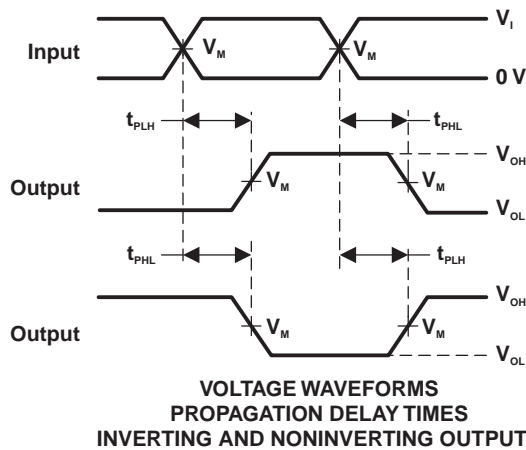 V_I
Input
V_M
V_M
0 V
t_PLH
t_PHL
V_OH
Output
V_M
V_M
V_OL
t_PHL
t_PLH
V_OH
Output
V_M
V_M
V_OL
VOLTAGE WAVEFORMS
PROPAGATION DELAY TIMES
INVERTING AND NONINVERTING OUTPUT